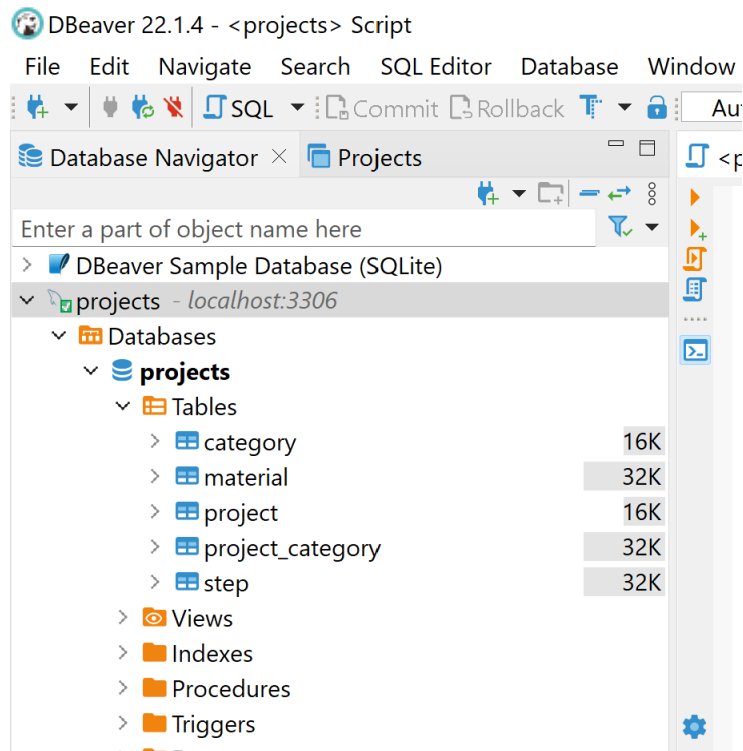 DBeaver 22.1.4 - <projects> Script
File Edit Navigate Search SQL Editor Database Window
SQL Commit Rollback T Au
Database Navigator Projects <p
Enter a part of object name here
DBeaver Sample Database (SQLite)
projects - localhost:3306
Databases
projects
Tables
category 16K
material 32K
project 16K
project_category 32K
step 32K
Views
Indexes
Procedures
Triggers